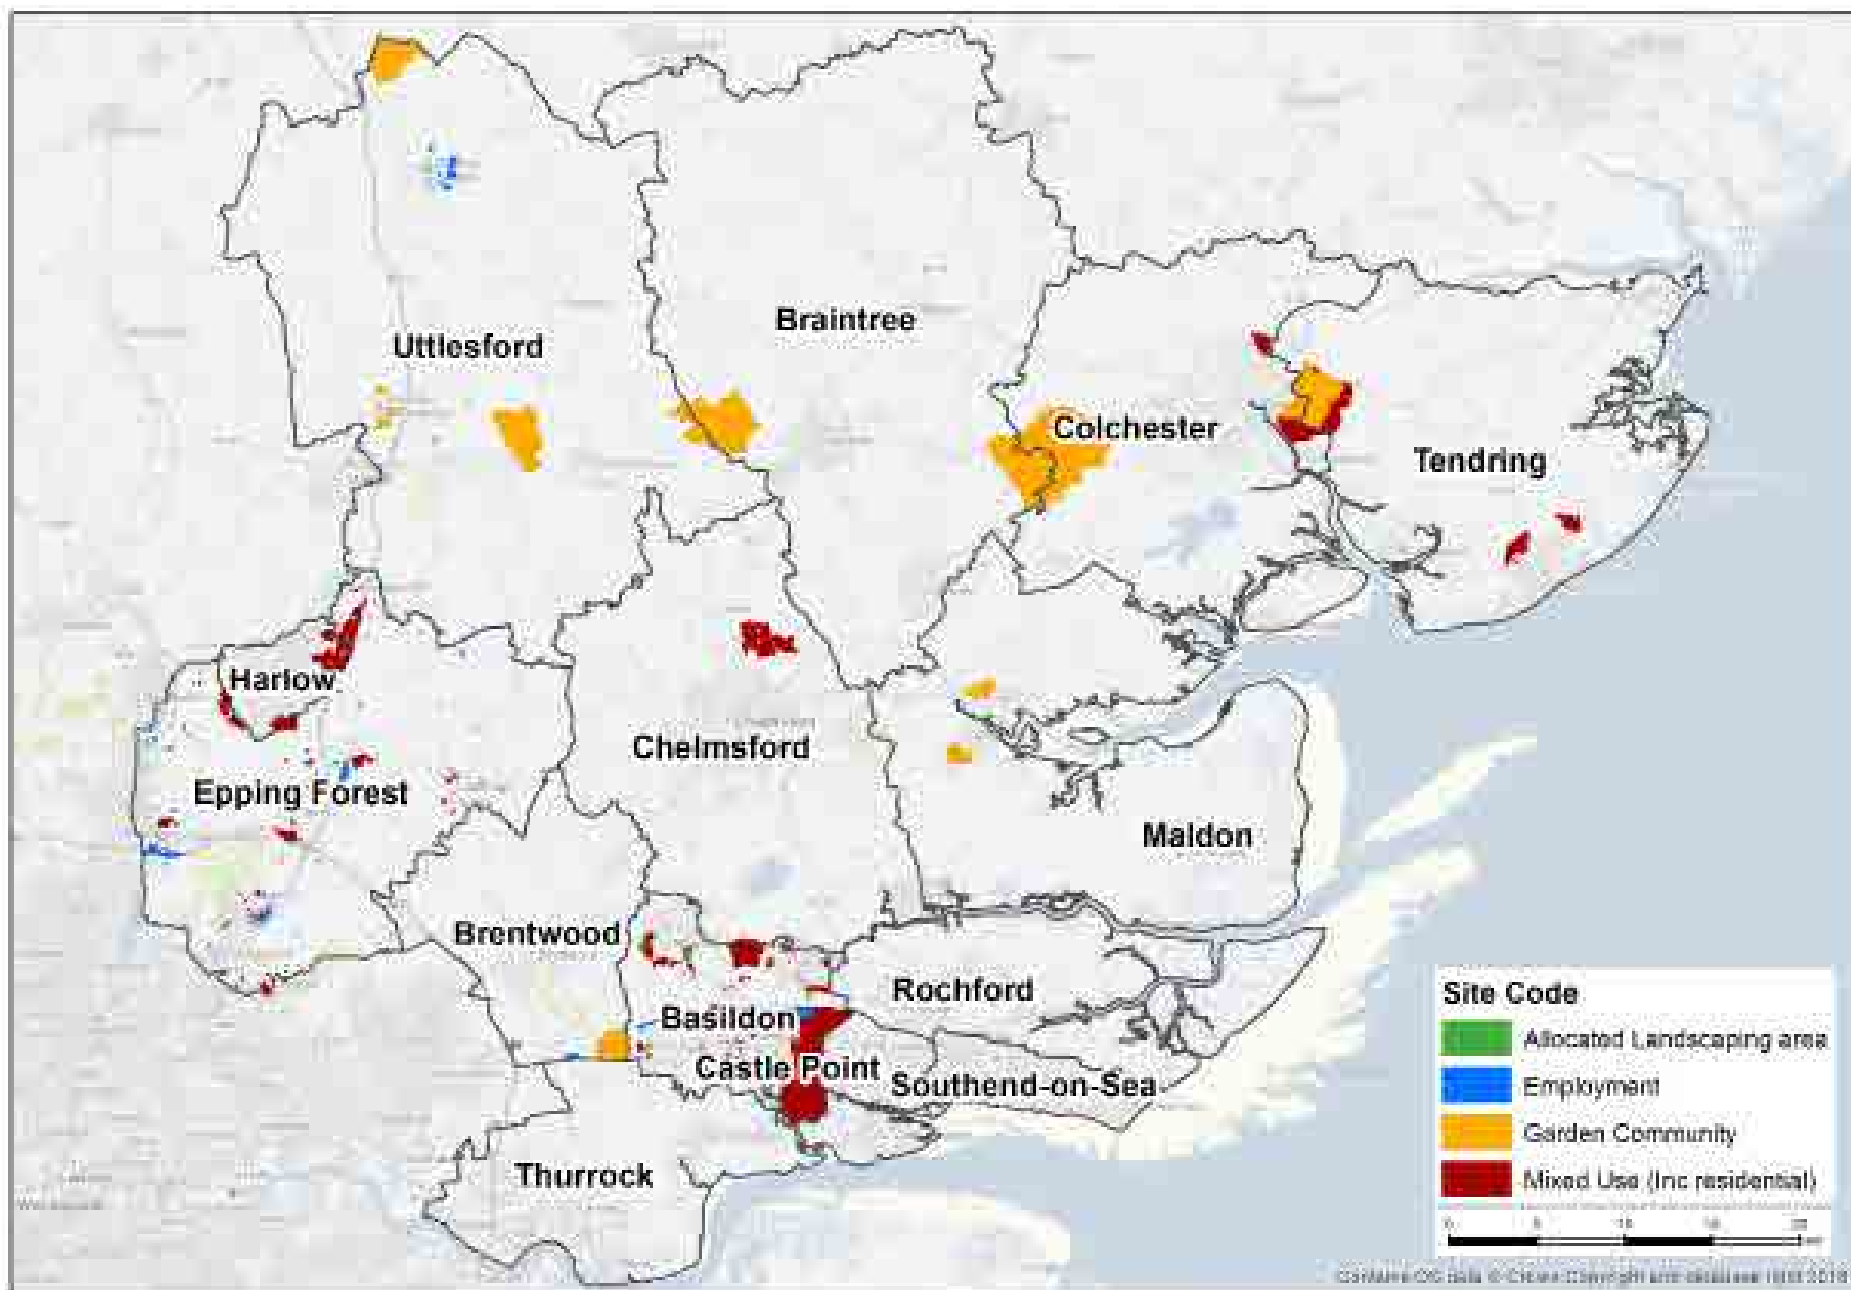 Uttlesford
Braintree
Colchester
Tendring
Harlow
Chelmsford
Epping Forest
Maldon
Brentwood
Rochford
Basildon
Castle Point
Southend-on-Sea
Thurrock
Site Code
Allocated Landscaping area
Employment
Garden Community
Mixed Use (Inc residential)